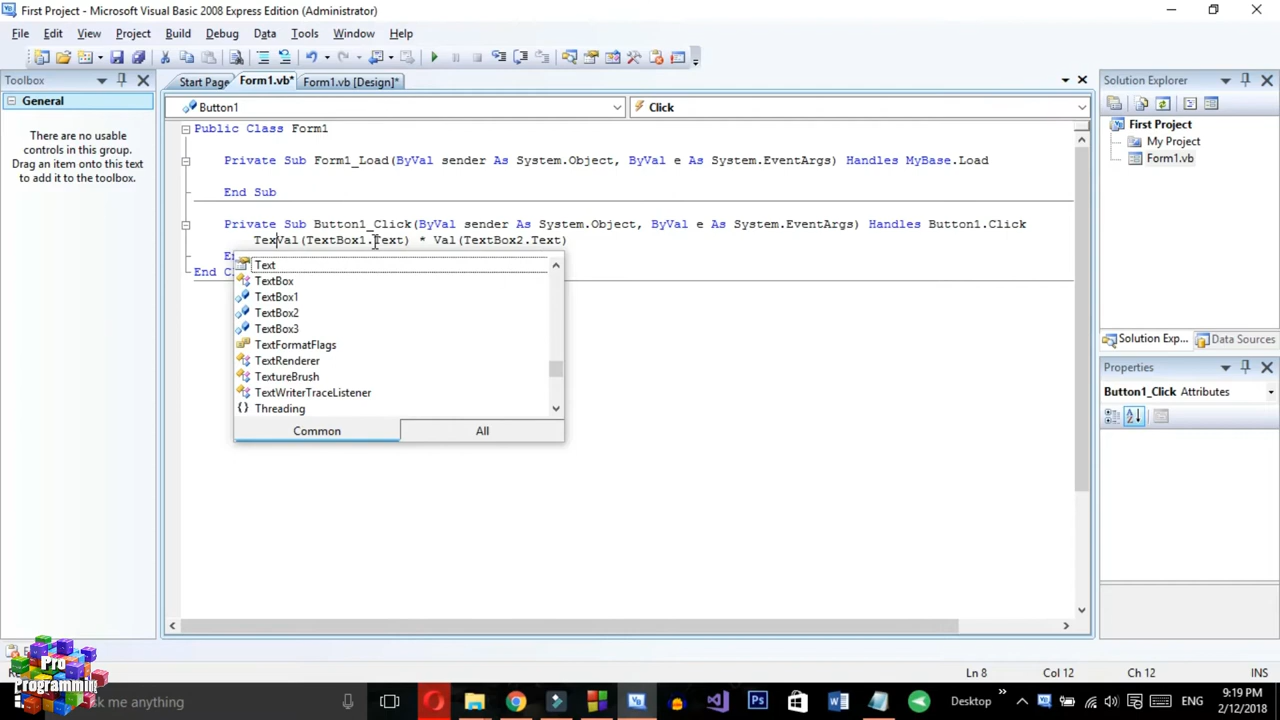 First Project - Microsoft Visual Basic 2008 Express Edition (Administrator)
File Edit View Project Build Debug Data Tools Window Help
Toolbox
General
There are no usable
controls in this group.
Drag an item onto this text
to add it to the toolbox.
Start Page Form1.vb* Form1.vb [Design]*
Button1 Click
Public Class Form1
Private Sub Form1_Load(ByVal sender As System.Object, ByVal e As System.EventArgs) Handles MyBase.Load
End Sub
Private Sub Button1_Click(ByVal sender As System.Object, ByVal e As System.EventArgs) Handles Button1.Click
TexVal(TextBox1.Text) * Val(TextBox2.Text)
End C
Text
TextBox
TextBox1
TextBox2
TextBox3
TextFormatFlags
TextRenderer
TextureBrush
TextWriterTraceListener
Threading
Common All
Solution Explorer
First Project
My Project
Form1.vb
Solution Exp... Data Sources
Properties
Button1_Click Attributes
Ln 8 Col 12 Ch 12 INS
Pro
Programming
sk me anything
Desktop
ENG
9:19 PM
2/12/2018